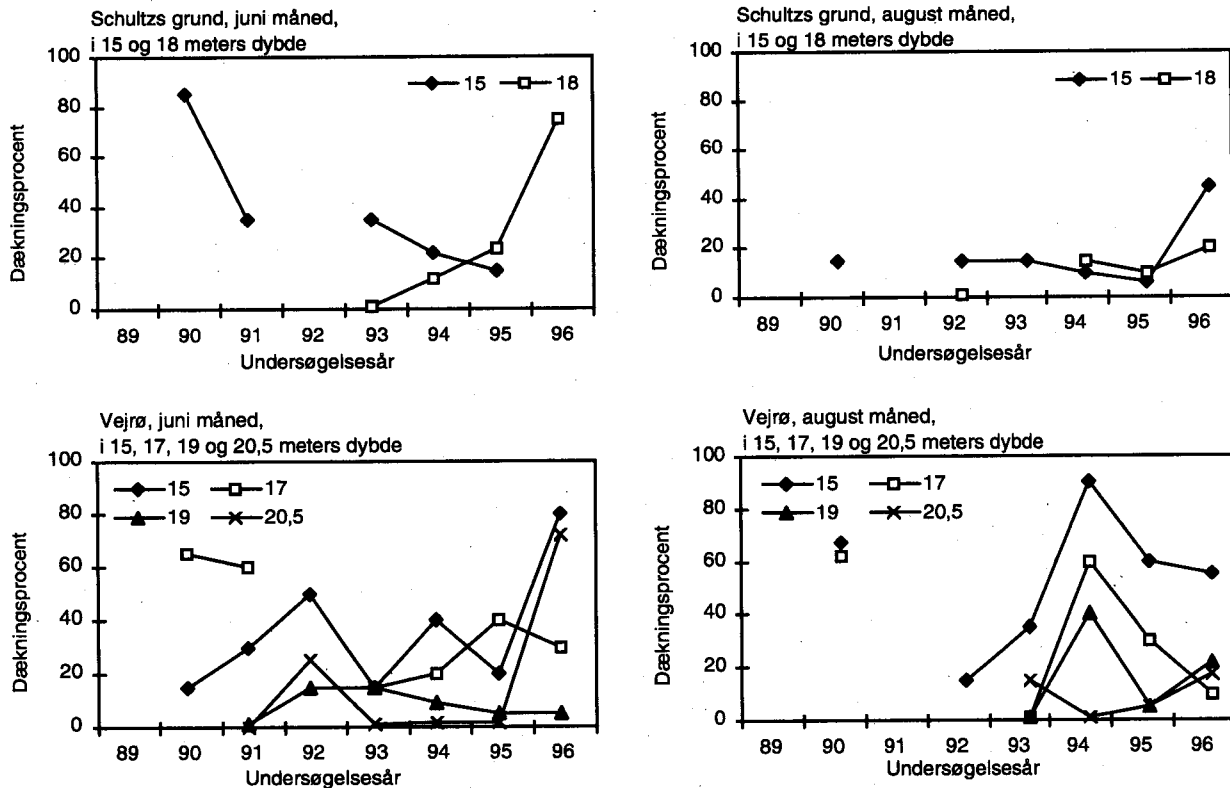 Schultzs grund, juni måned,
i 15 og 18 meters dybde
100
80
60
40
20
0
Dækningsprocent
15 18
89 90 91 92 93 94 95 96
Undersøgelsesår
Schultzs grund, august måned,
i 15 og 18 meters dybde
100
80
60
40
20
0
Dækningsprocent
15 18
89 90 91 92 93 94 95 96
Undersøgelsesår
Vejrø, juni måned,
i 15, 17, 19 og 20,5 meters dybde
100
80
60
40
20
0
Dækningsprocent
15 17
19 20,5
89 90 91 92 93 94 95 96
Undersøgelsesår
Vejrø, august måned,
i 15, 17, 19 og 20,5 meters dybde
100
80
60
40
20
0
Dækningsprocent
15 17
19 20,5
89 90 91 92 93 94 95 96
Undersøgelsesår